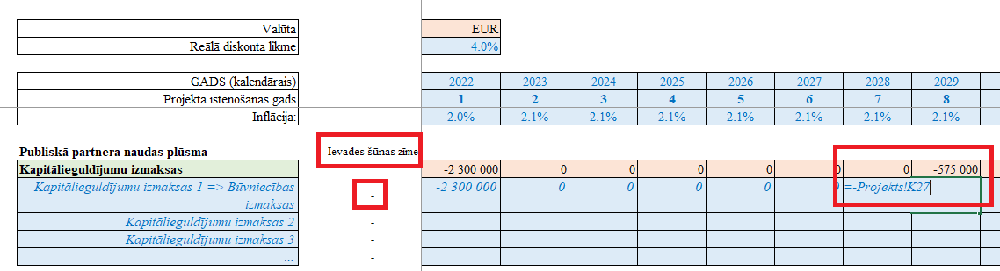 Valūta EUR
Reālā diskonta likme 4.0%
GADS (kalendārais) 2022 2023 2024 2025 2026 2027 2028 2029
Projekta īstenošanas gads 1 2 3 4 5 6 7 8
Inflācija: 2.0% 2.1% 2.1% 2.1% 2.1% 2.1% 2.1% 2.1%
Publiskā partnera naudas plūsma Ievades šūnas zīme
Kapitālieguldījumu izmaksas -2 300 000 0 0 0 0 0 0 -575 000
Kapitālieguldījumu izmaksas 1 => Būvniecības -2 300 000 0 0 0 0 0 =-Projekts!K27
izmaksas -
Kapitālieguldījumu izmaksas 2 -
Kapitālieguldījumu izmaksas 3 -
... -